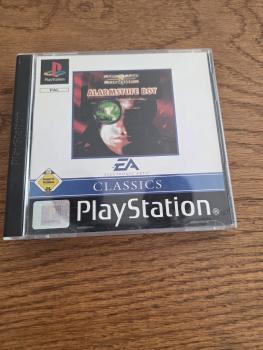 PAL
ALARMSTUFE ROT
EA
CLASSICS
PlayStation®